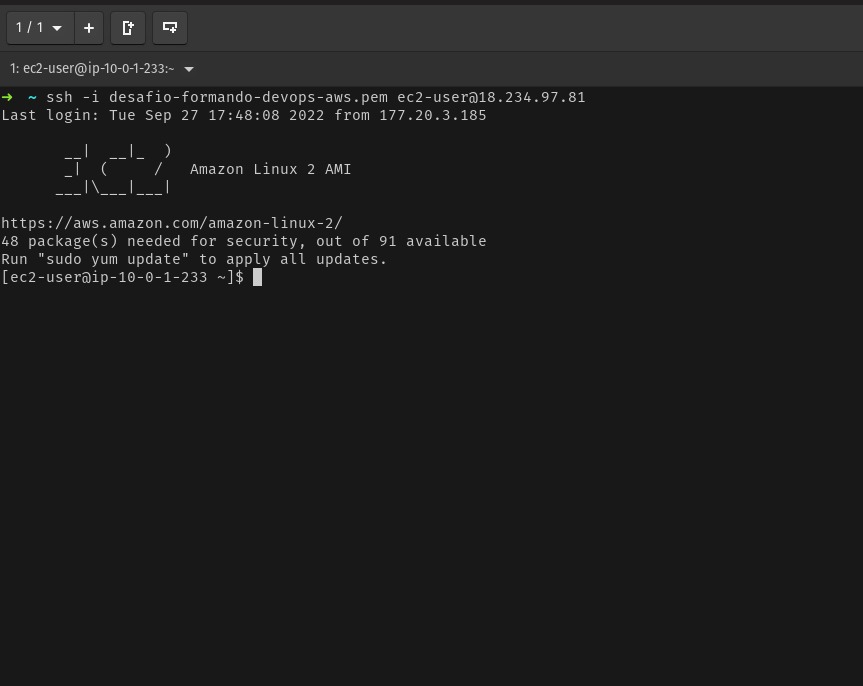 1 / 1
1: ec2-user@ip-10-0-1-233:~
➜  ~ ssh -i desafio-formando-devops-aws.pem ec2-user@18.234.97.81
Last login: Tue Sep 27 17:48:08 2022 from 177.20.3.185
       __|  __|_  )
       _|  (     /   Amazon Linux 2 AMI
      ___|\___|___|
https://aws.amazon.com/amazon-linux-2/
48 package(s) needed for security, out of 91 available
Run "sudo yum update" to apply all updates.
[ec2-user@ip-10-0-1-233 ~]$